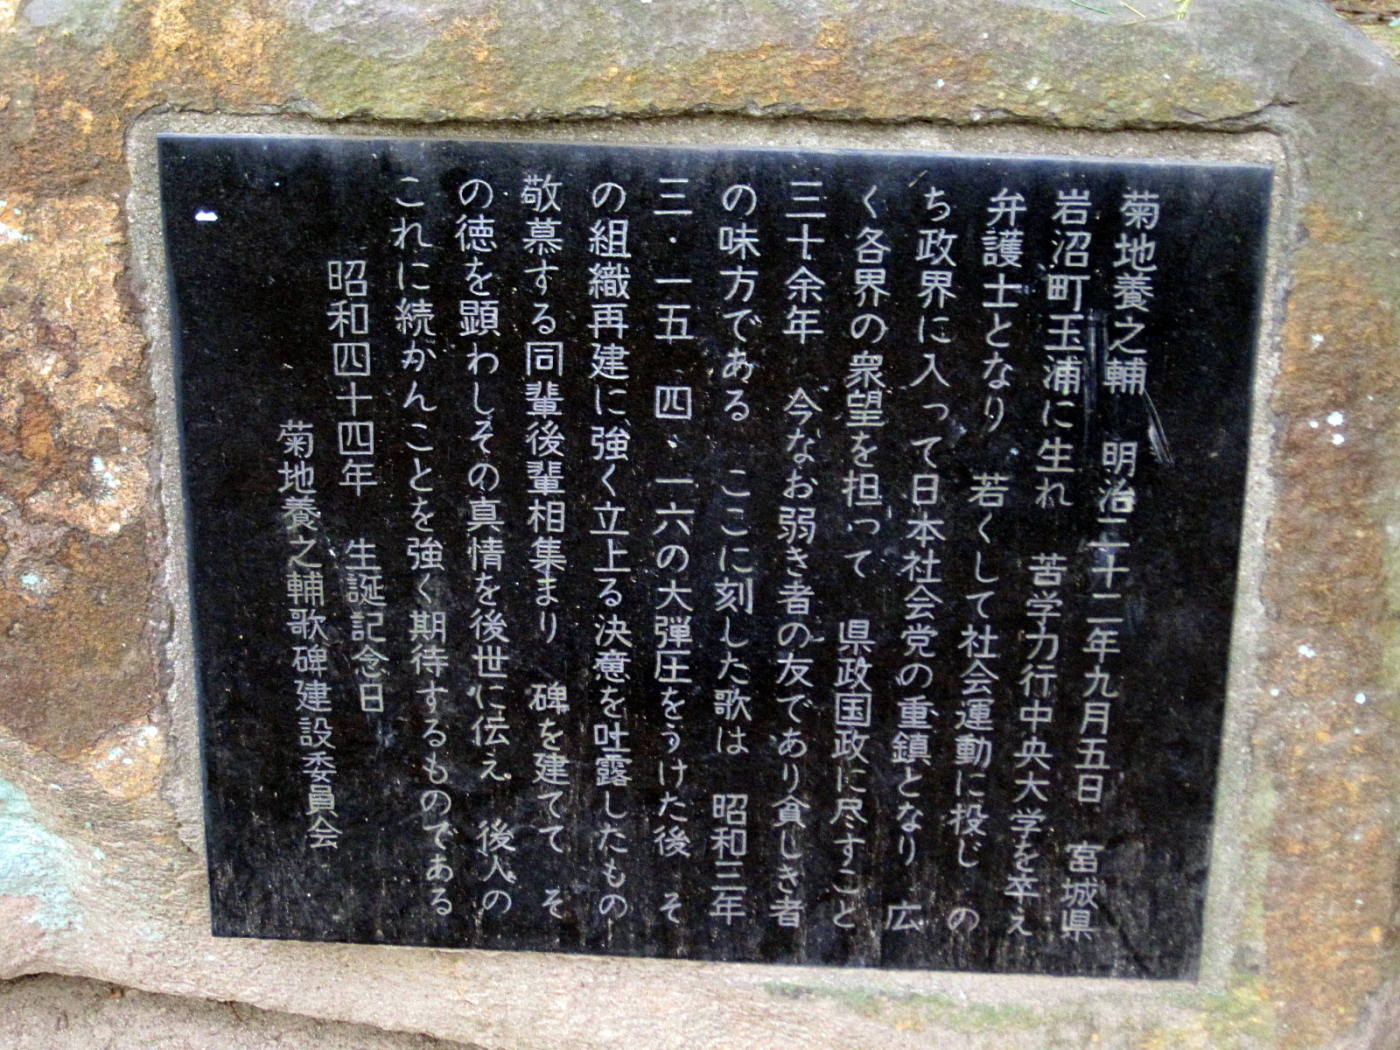 菊地養之輔　明治二十二年九月五日　宮城県
岩沼町玉浦に生れ　苦学力行中央大学を卒え
弁護士となり　若くして社会運動に投じ　の
ち政界に入って日本社会党の重鎮となり　広
く各界の衆望を担って　県政国政に尽すこと
三十余年　今なお弱き者の友であり貧しき者
の味方である　ここに刻した歌は　昭和三年
三・一五　四・一六の大弾圧をうけた後　そ
の組織再建に強く立上る決意を吐露したもの
敬慕する同輩後輩相集まり　碑を建てて　そ
の徳を顕わしその真情を後世に伝え　後人の
これに続かんことを強く期待するものである
昭和四十四年　生誕記念日
菊地養之輔歌碑建設委員会